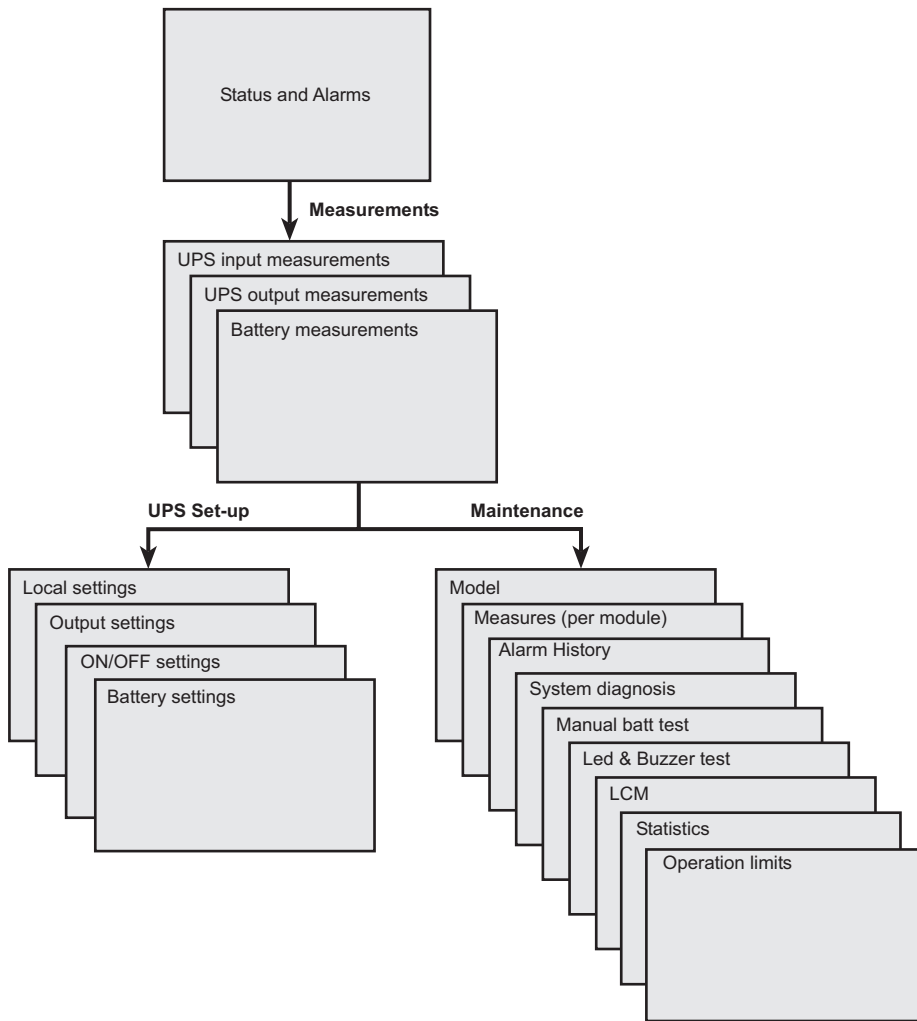 Status and Alarms
Measurements
UPS input measurements
UPS output measurements
Battery measurements
UPS Set-up
Maintenance
Local settings
Output settings
ON/OFF settings
Battery settings
Model
Measures (per module)
Alarm History
System diagnosis
Manual batt test
Led & Buzzer test
LCM
Statistics
Operation limits